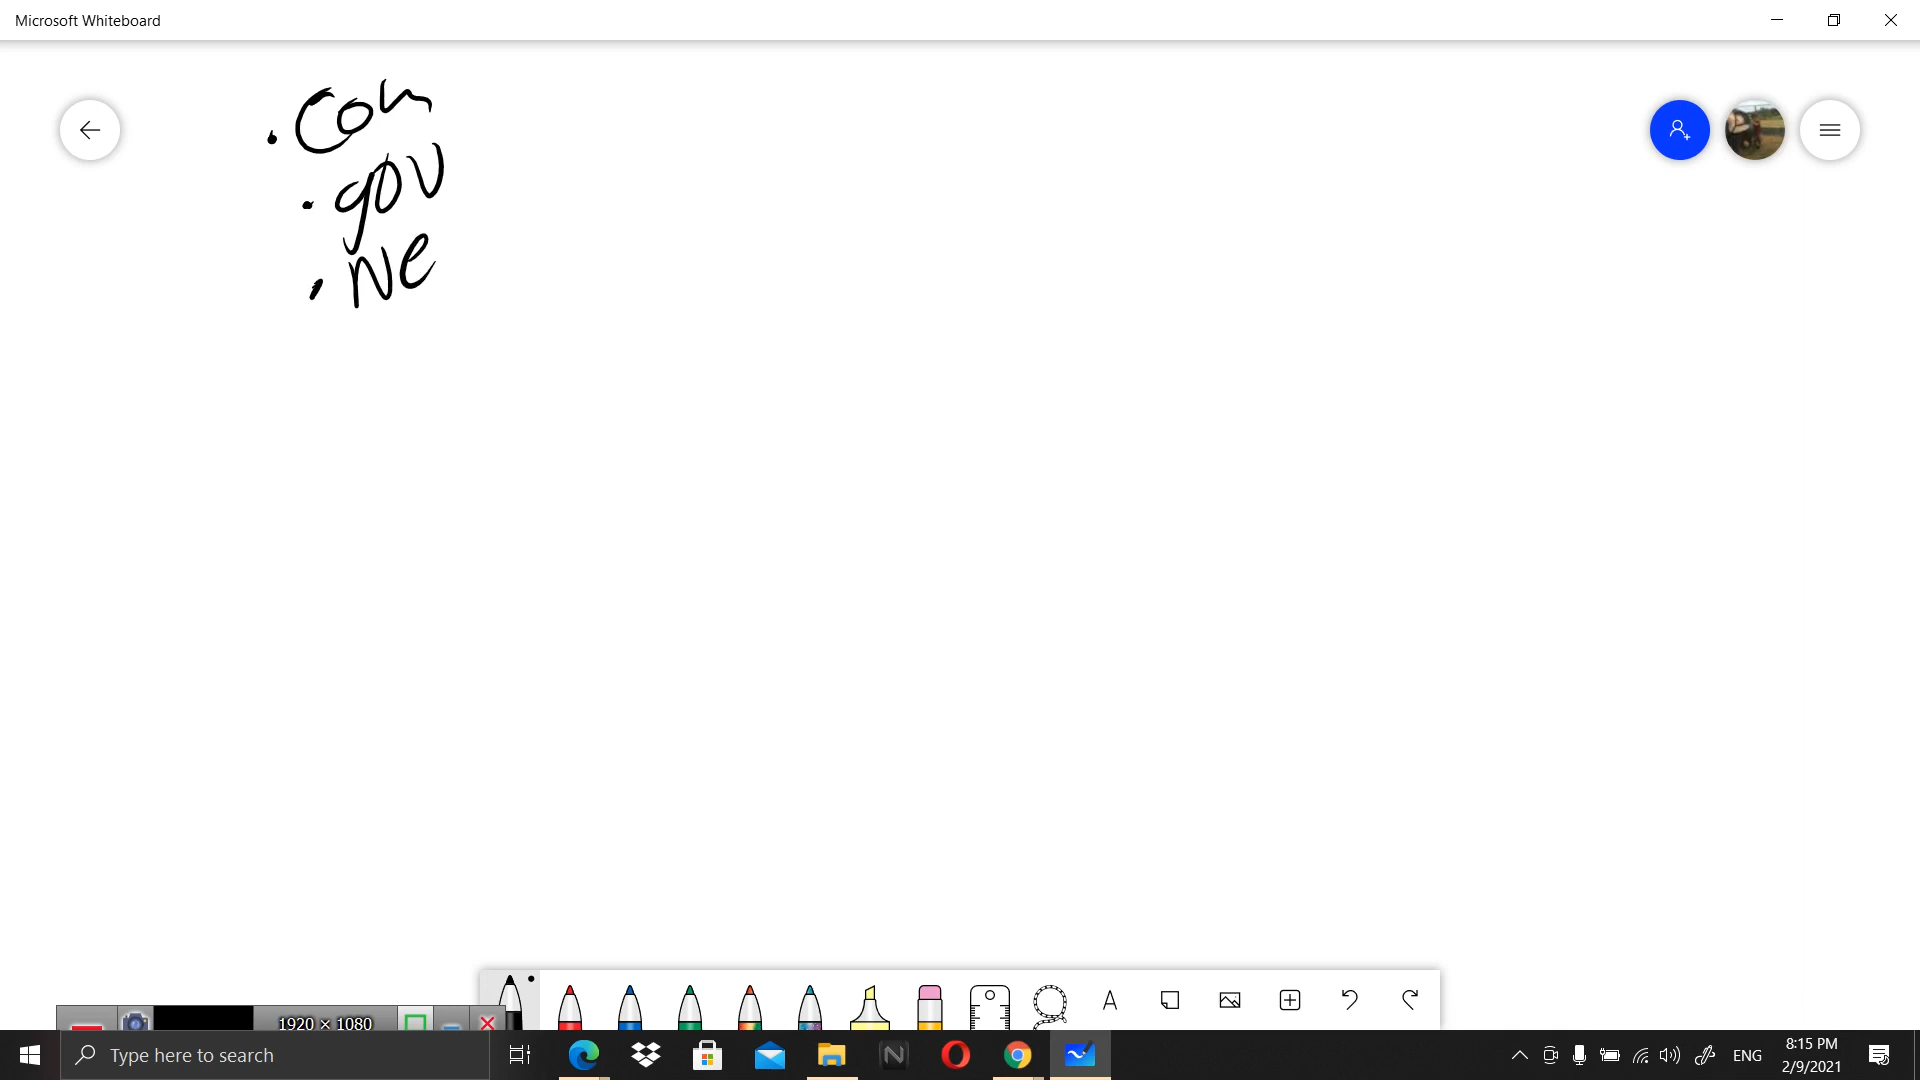 Microsoft Whiteboard
.Com
.gov
.Ne
1920 × 1080
Type here to search
ENG
8:15 PM
2/9/2021